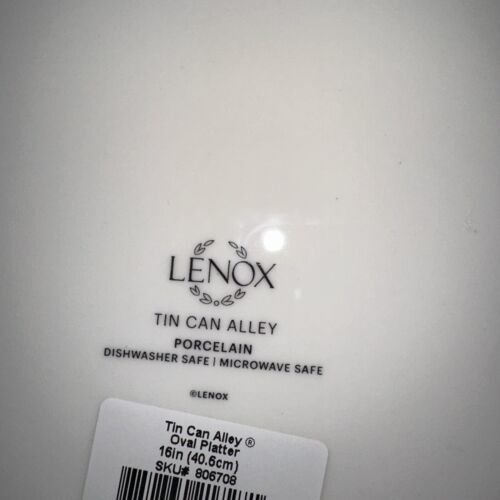 LENOX
TIN CAN ALLEY
PORCELAIN
DISHWASHER SAFE | MICROWAVE SAFE
©LENOX
Tin Can Alley ®
Oval Platter
16in (40.6cm)
SKU# 806708